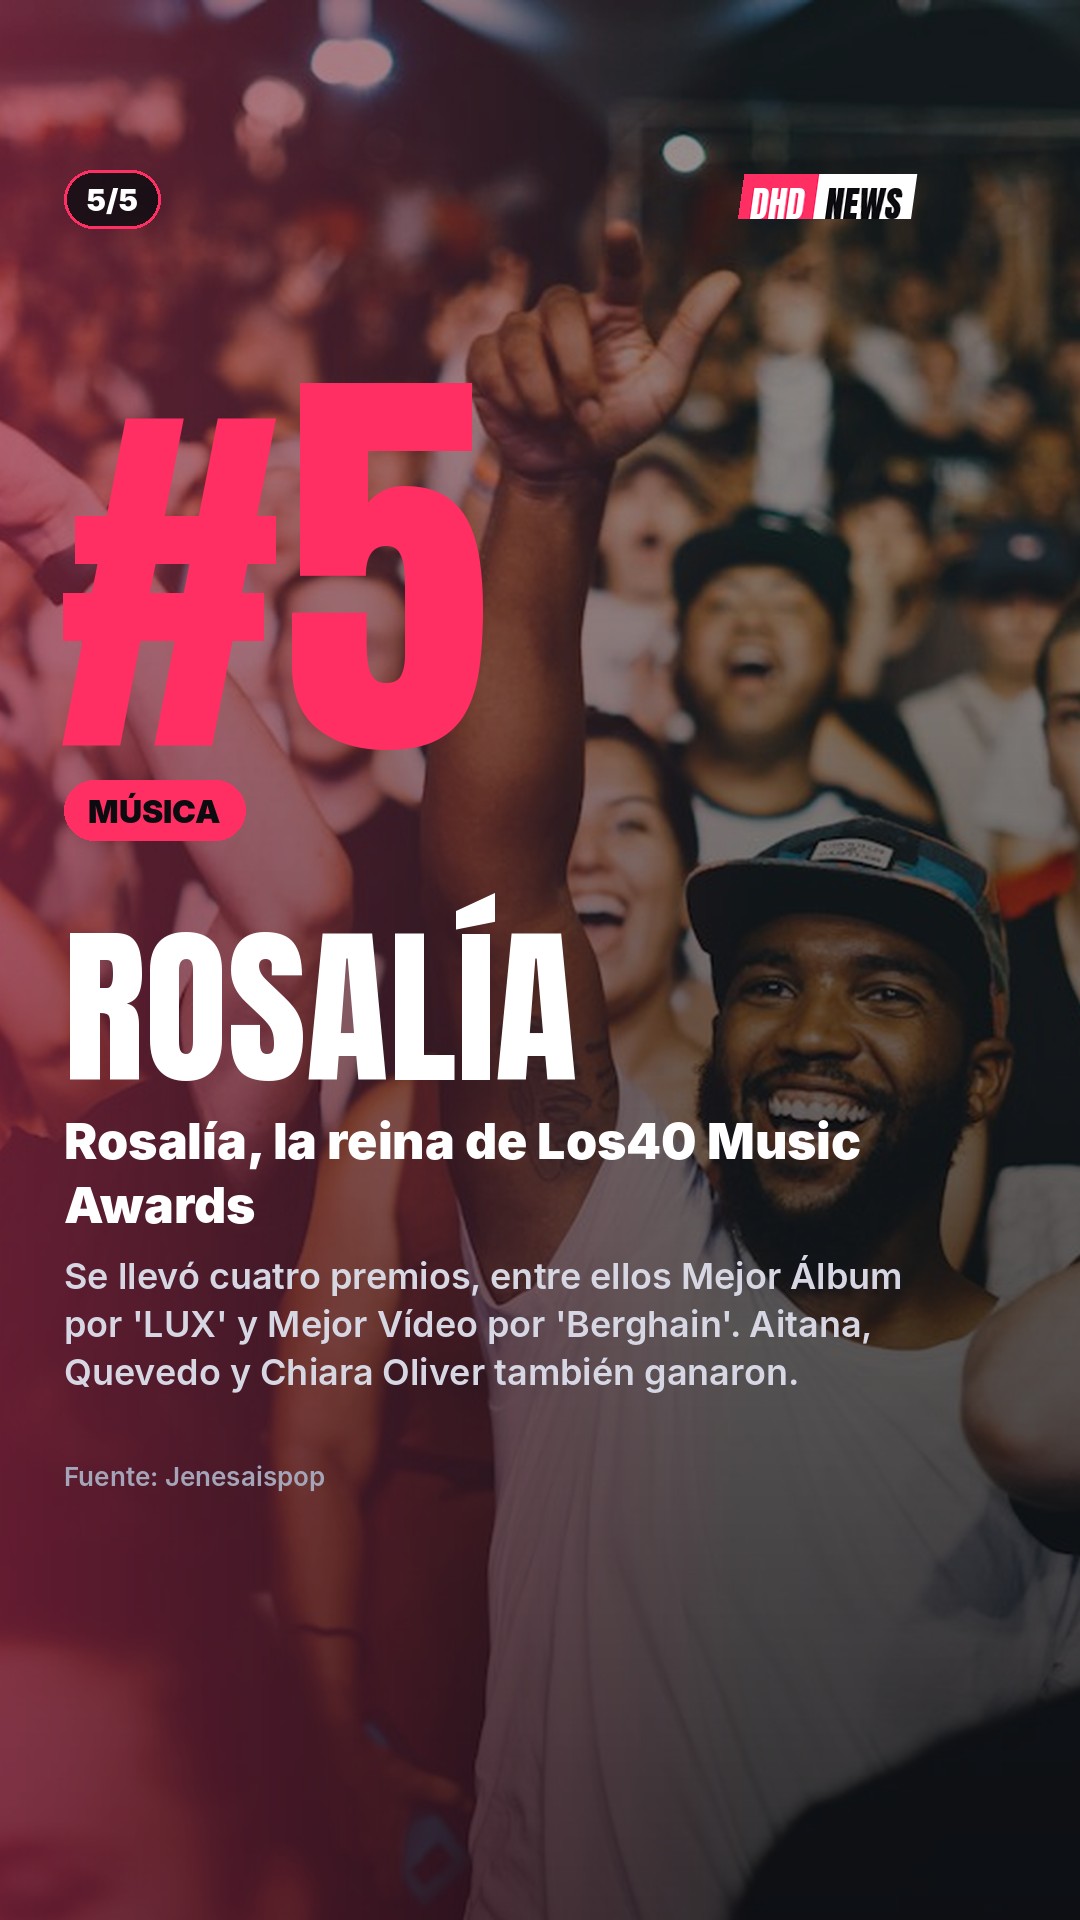 5/5
DHD NEWS
#5
MÚSICA
ROSALÍA
Rosalía, la reina de Los40 Music
Awards
Se llevó cuatro premios, entre ellos Mejor Álbum
por 'LUX' y Mejor Vídeo por 'Berghain'. Aitana,
Quevedo y Chiara Oliver también ganaron.
Fuente: Jenesaispop